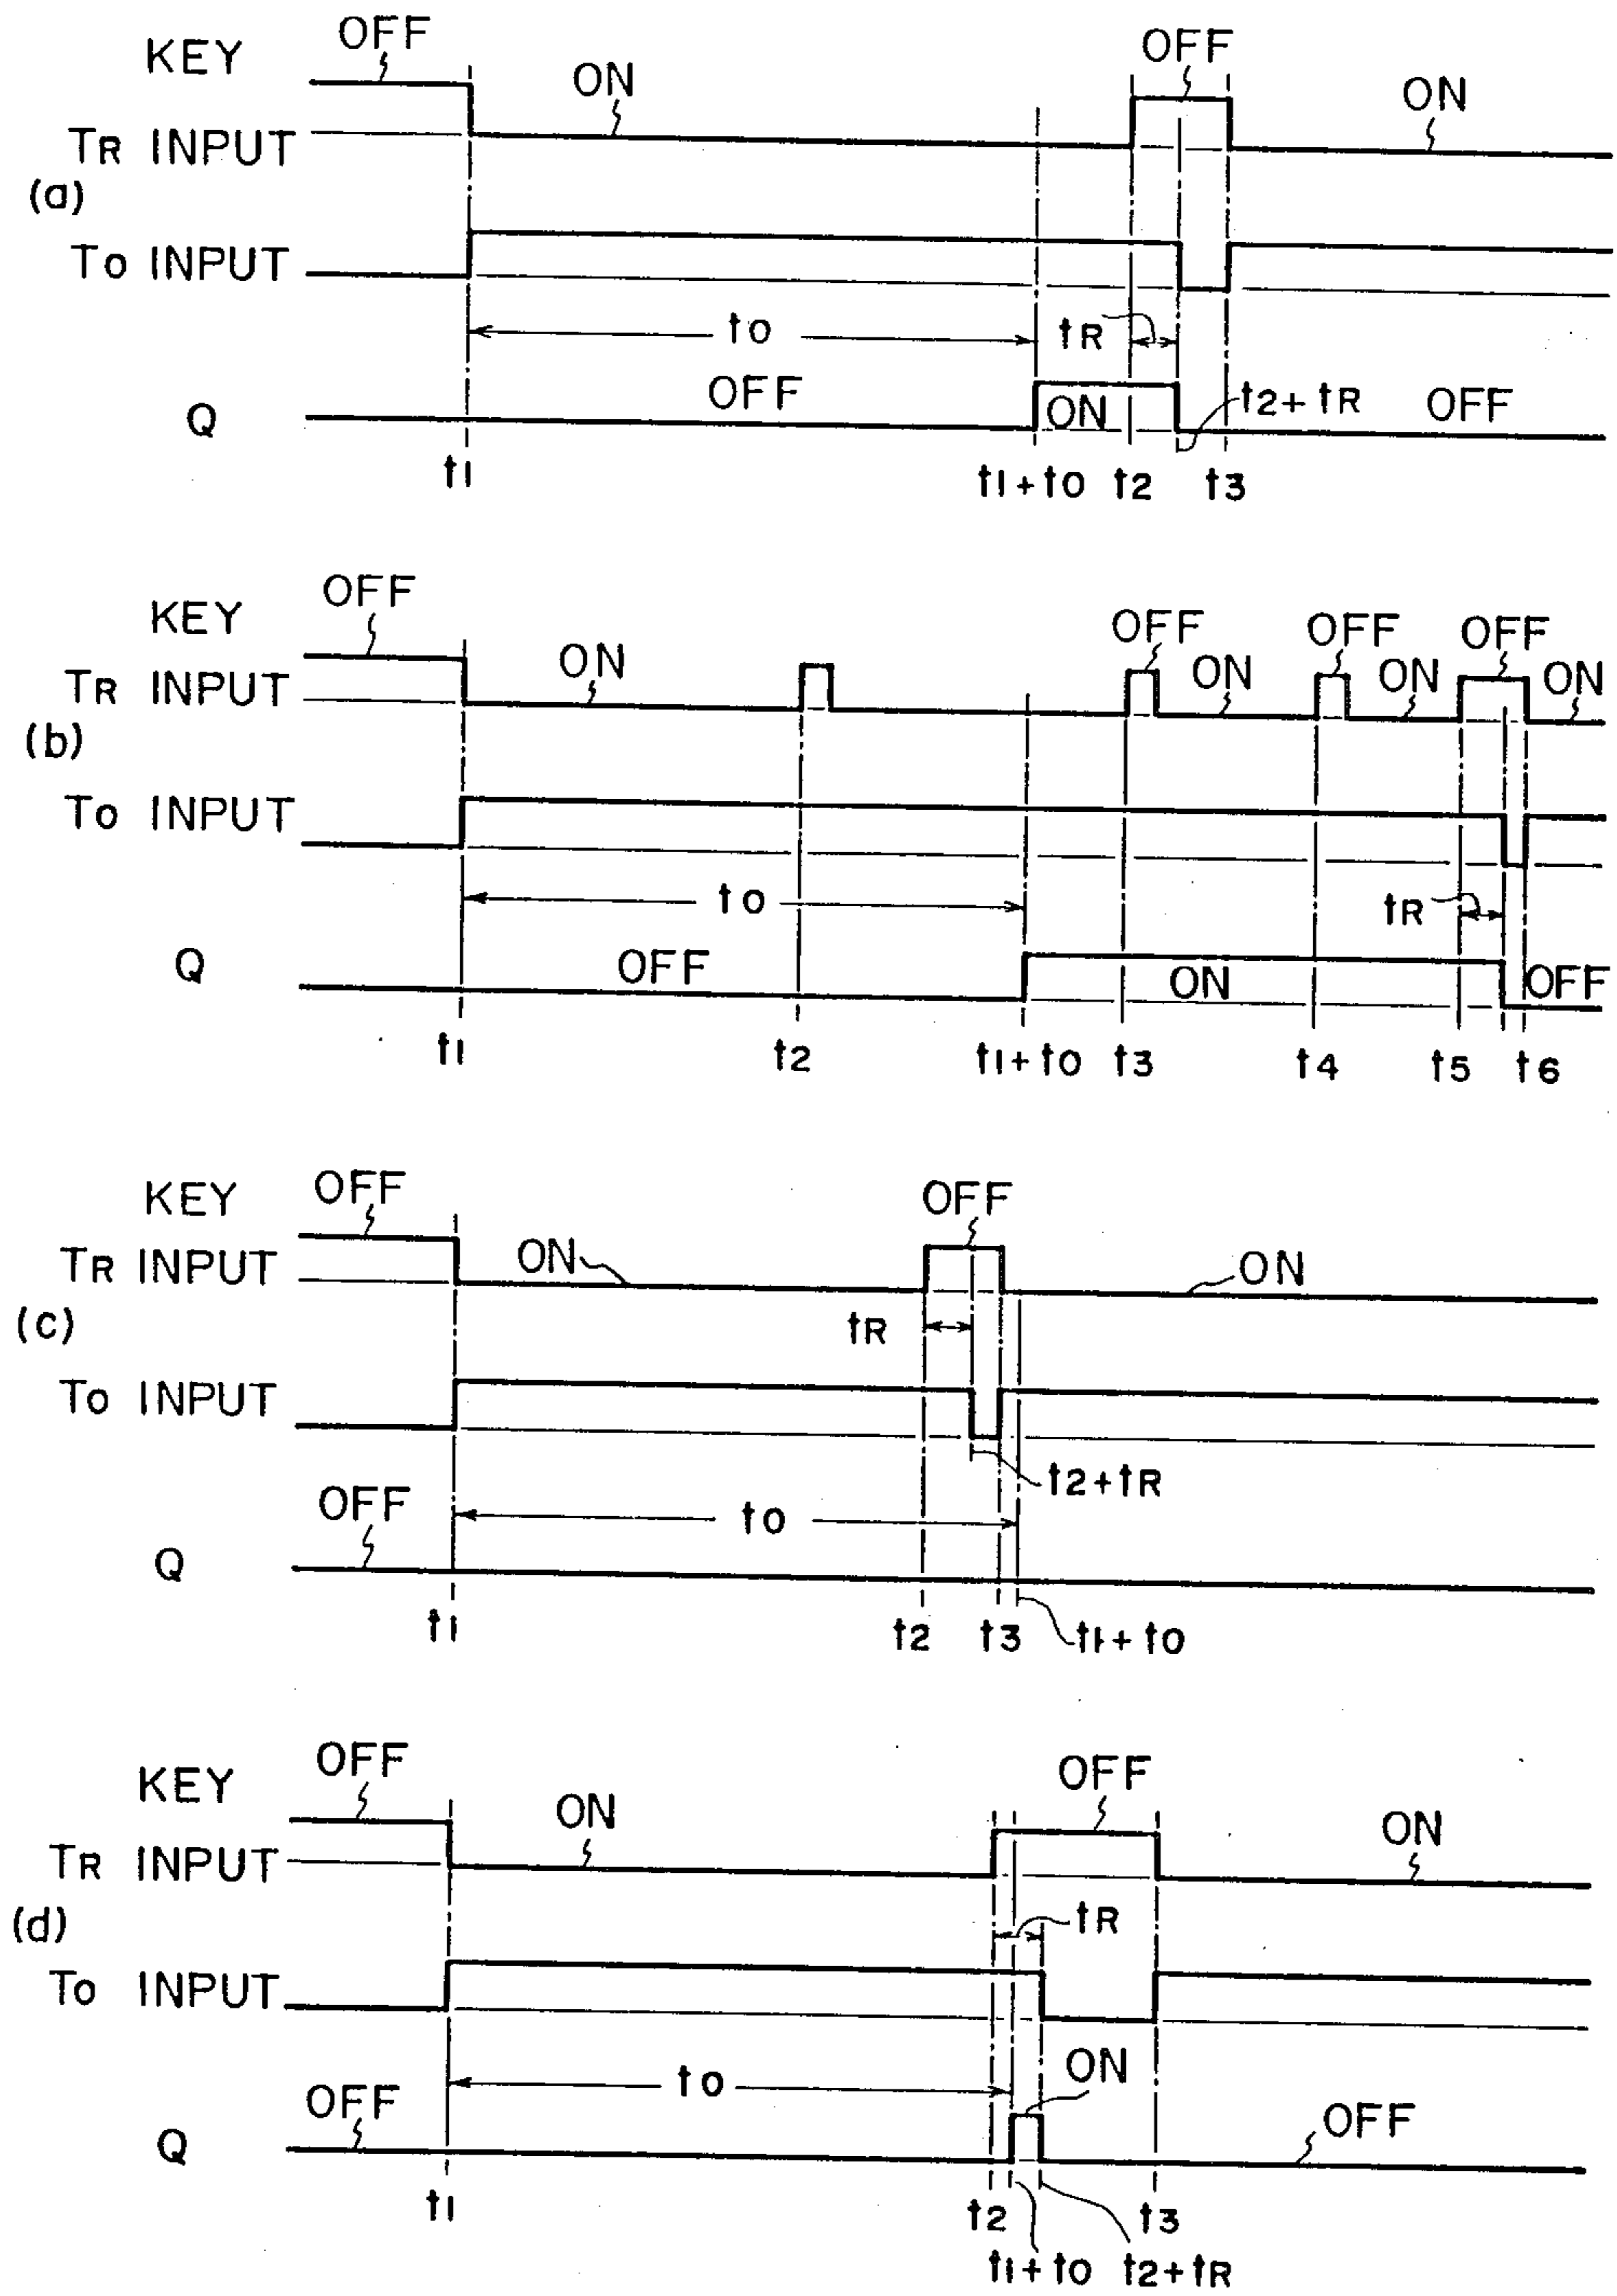 OFF
KEY
ON
OFF
ON
TR INPUT
(a)
To INPUT
to
tR
OFF
ON
t2+tR
OFF
Q
t1
t1+to
t2
t3
OFF
KEY
ON
OFF
ON
OFF
ON
OFF
ON
TR INPUT
(b)
To INPUT
to
tR
Q
OFF
ON
OFF
t1
t2
t1+to
t3
t4
t5
t6
OFF
KEY
OFF
TR INPUT
ON
ON
(c)
tR
To INPUT
t2+tR
OFF
to
Q
t1
t2
t3
t1+to
OFF
KEY
OFF
ON
ON
TR INPUT
(d)
tR
To INPUT
ON
to
OFF
OFF
Q
t1
t2
t3
t1+to
t2+tR